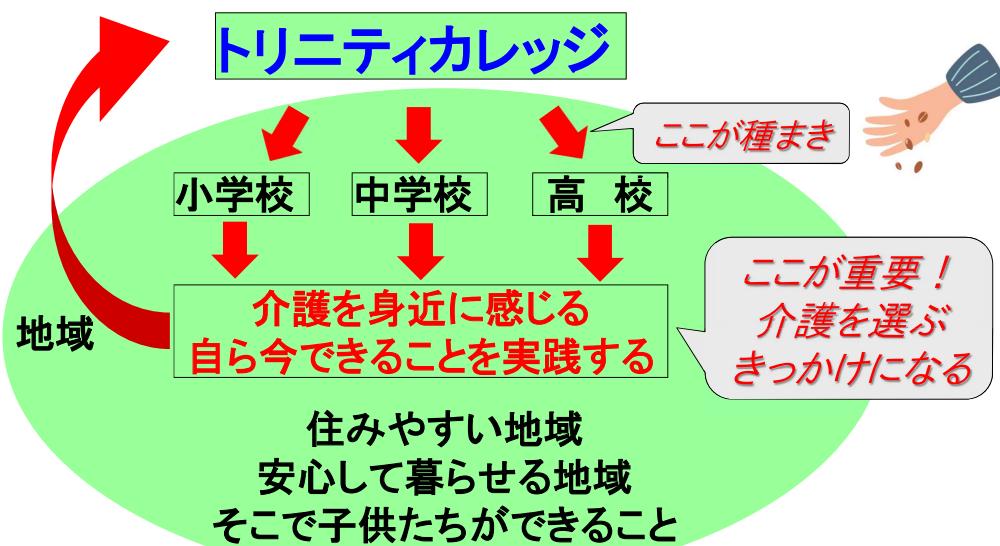 トリニティカレッジ
ここが種まき
小学校
中学校
高　校
介護を身近に感じる
自ら今できることを実践する
ここが重要！
介護を選ぶ
きっかけになる
地域
住みやすい地域
安心して暮らせる地域
そこで子供たちができること